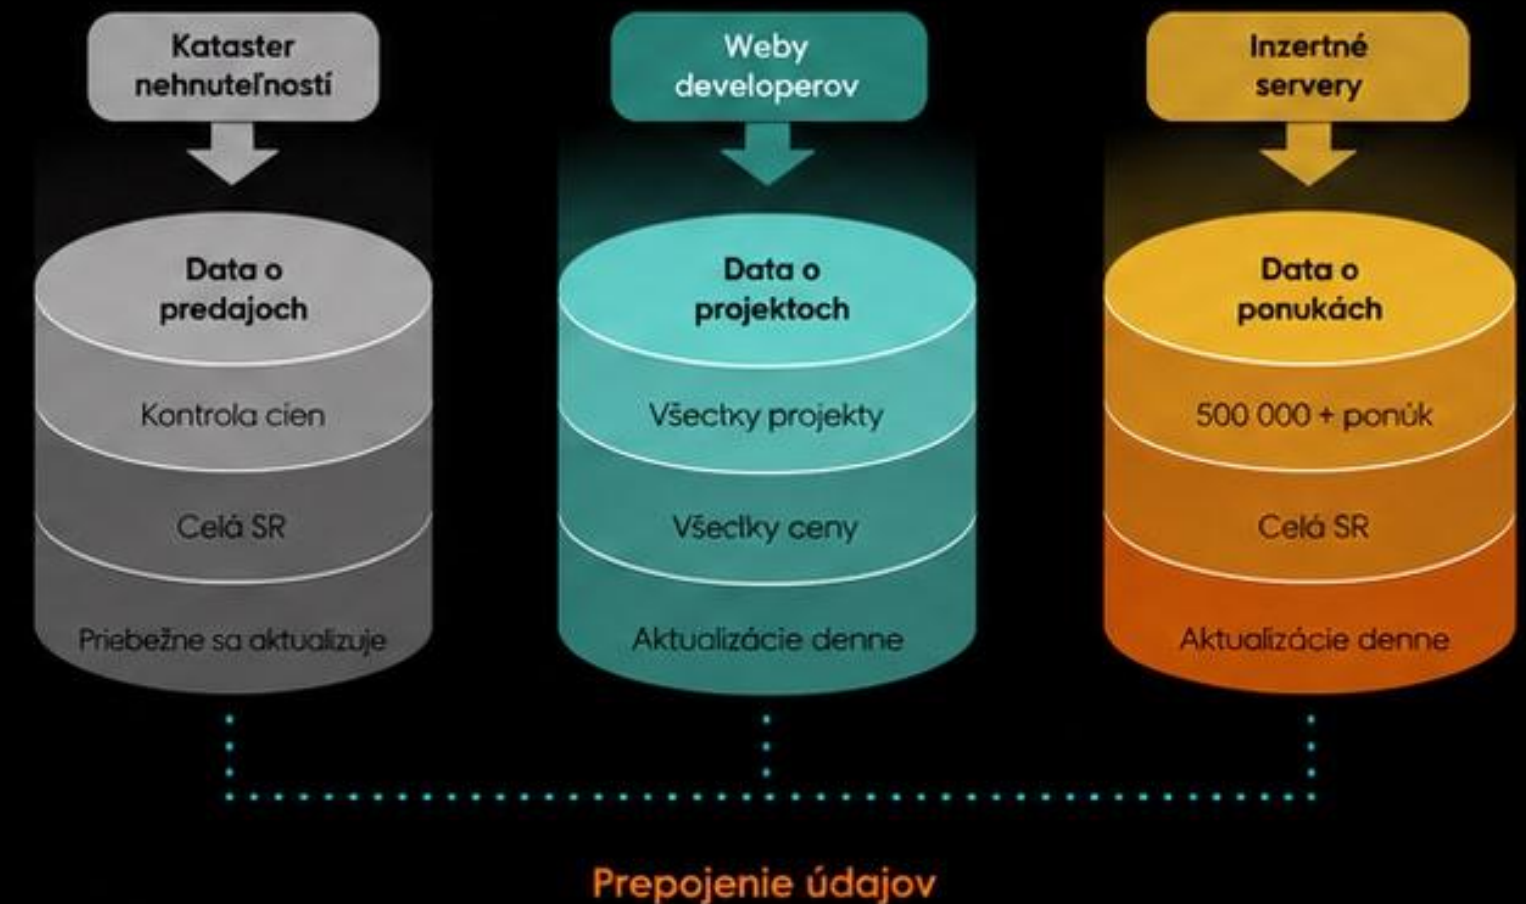 Kataster
nehnuteľností
Data o
predajoch
Kontrola cien
Celá SR
Priebežne sa aktualizuje
Weby
developerov
Data o
projektoch
Všectky projekty
Všectky ceny
Aktualizácie denne
Inzertné
servery
Data o
ponukách
500 000 + ponúk
Celá SR
Aktualizácie denne
Prepojenie údajov